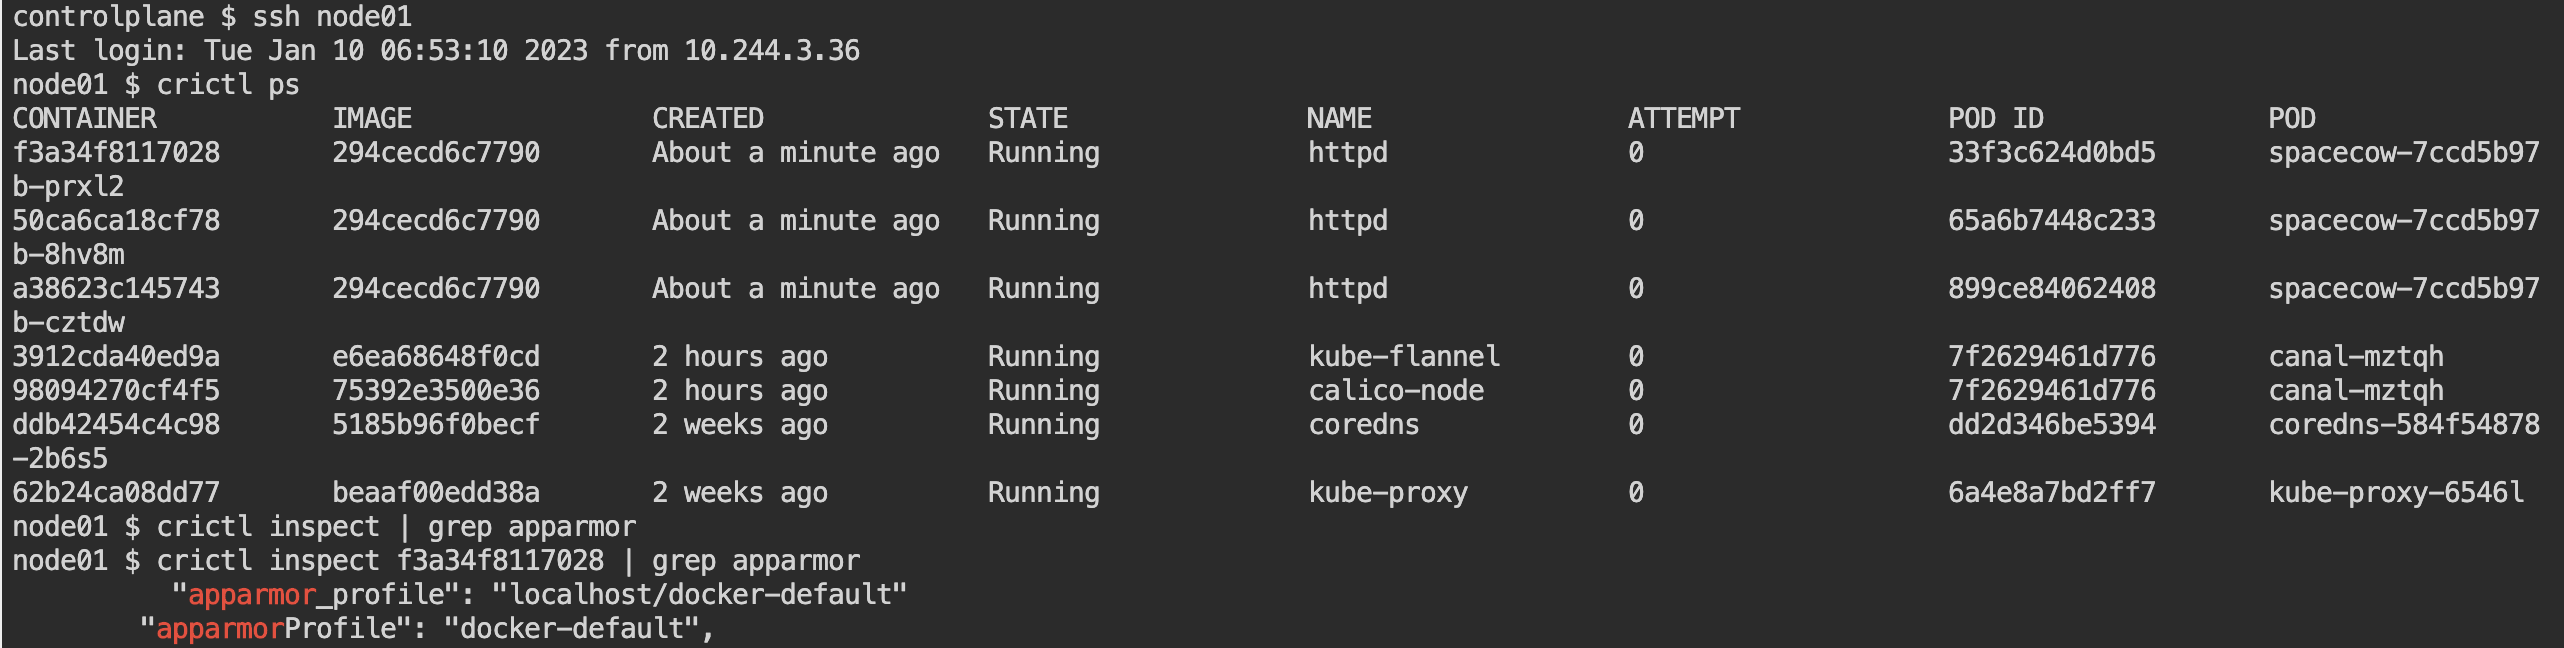 controlplane $ ssh node01
Last login: Tue Jan 10 06:53:10 2023 from 10.244.3.36
node01 $ crictl ps
CONTAINER IMAGE CREATED STATE NAME ATTEMPT POD ID POD
f3a34f8117028 294cecd6c7790 About a minute ago Running httpd 0 33f3c624d0bd5 spacecow-7ccd5b97
b-prxl2
50ca6ca18cf78 294cecd6c7790 About a minute ago Running httpd 0 65a6b7448c233 spacecow-7ccd5b97
b-8hv8m
a38623c145743 294cecd6c7790 About a minute ago Running httpd 0 899ce84062408 spacecow-7ccd5b97
b-cztdw
3912cda40ed9a e6ea68648f0cd 2 hours ago Running kube-flannel 0 7f2629461d776 canal-mztqh
98094270cf4f5 75392e3500e36 2 hours ago Running calico-node 0 7f2629461d776 canal-mztqh
ddb42454c4c98 5185b96f0becf 2 weeks ago Running coredns 0 dd2d346be5394 coredns-584f54878
-2b6s5
62b24ca08dd77 beaaf00edd38a 2 weeks ago Running kube-proxy 0 6a4e8a7bd2ff7 kube-proxy-6546l
node01 $ crictl inspect | grep apparmor
node01 $ crictl inspect f3a34f8117028 | grep apparmor
"apparmor_profile": "localhost/docker-default"
"apparmorProfile": "docker-default",